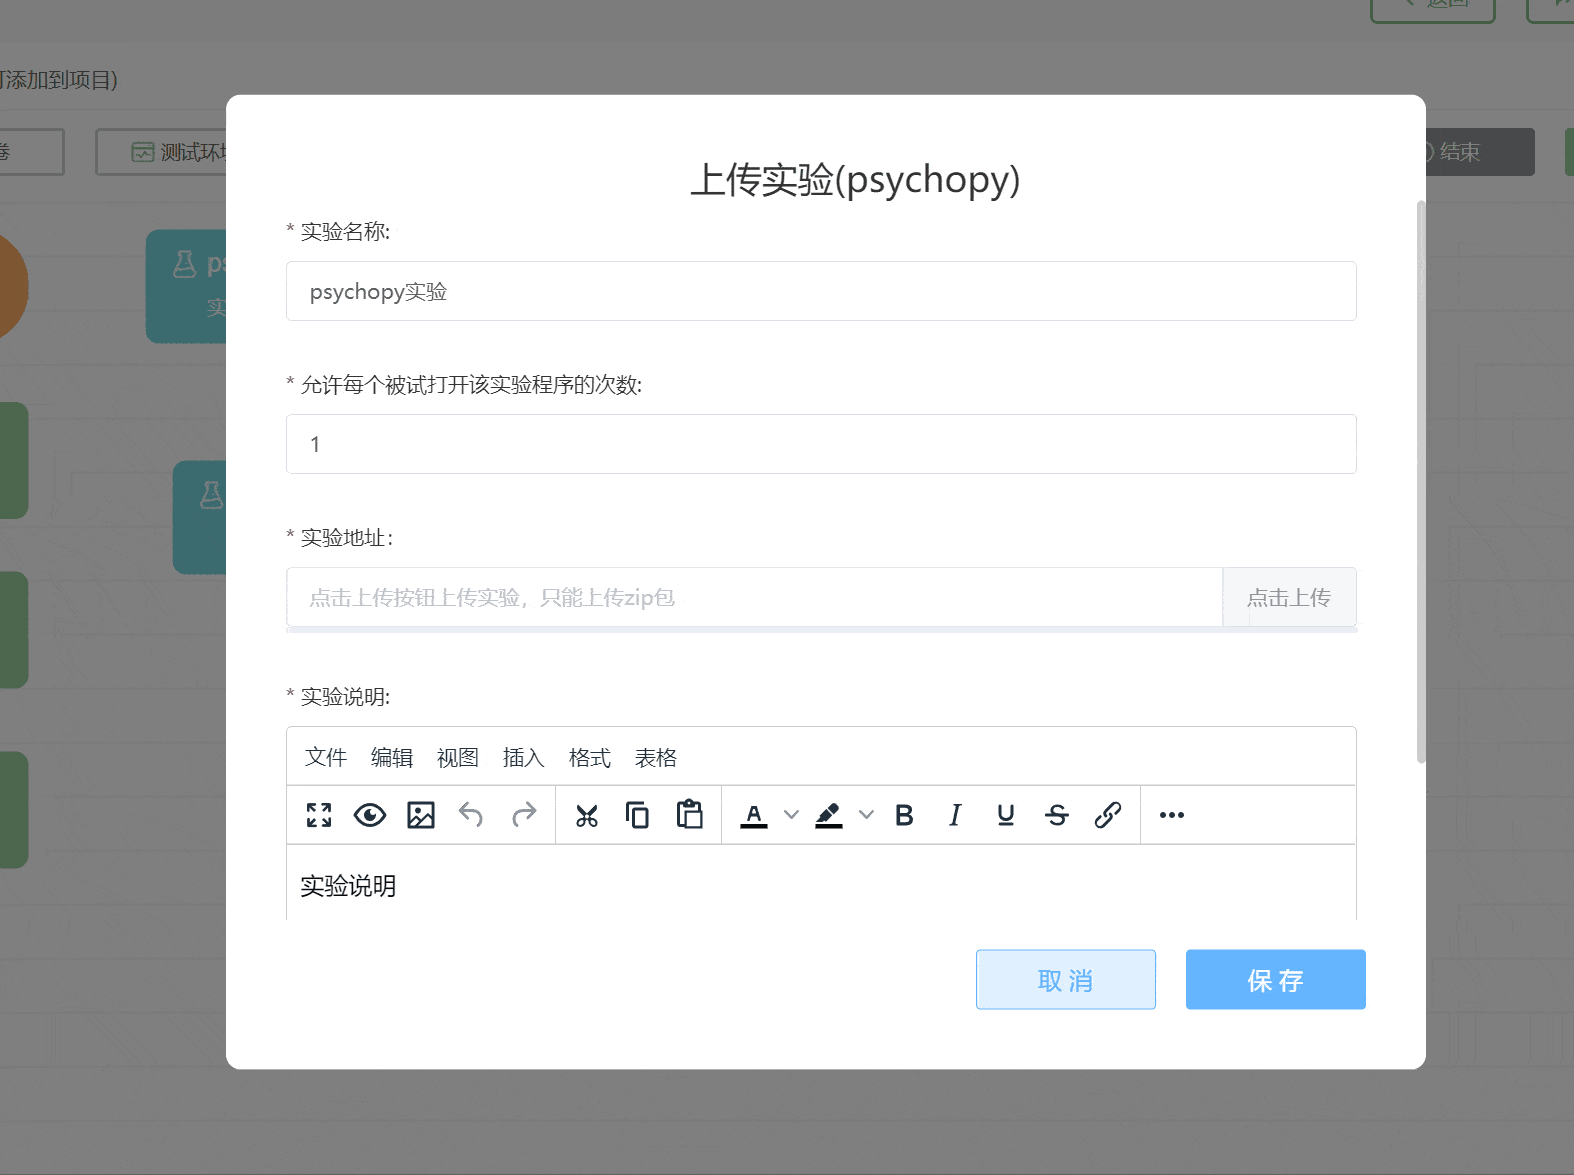 添加到项目)
卷
测试环
结束
ps
实
上传实验(psychopy)
* 实验名称:
psychopy实验
* 允许每个被试打开该实验程序的次数:
1
* 实验地址:
点击上传按钮上传实验，只能上传zip包
点击上传
* 实验说明:
文件 编辑 视图 插入 格式 表格
A B I U S
实验说明
取 消
保 存